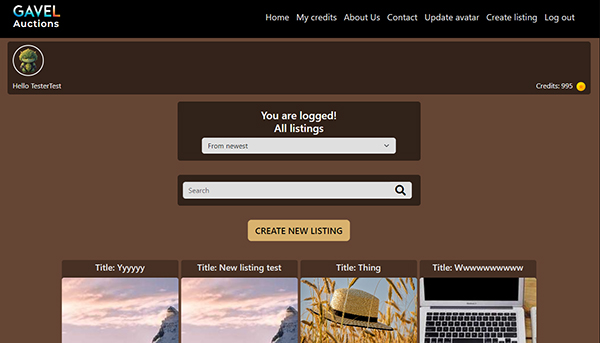 GAVEL
Auctions
Home My credits About Us Contact Update avatar Create listing Log out
Hello TesterTest
Credits: 995
You are logged!
All listings
From newest
Search
CREATE NEW LISTING
Title: Yyyyyy
Title: New listing test
Title: Thing
Title: Wwwwwwwwww